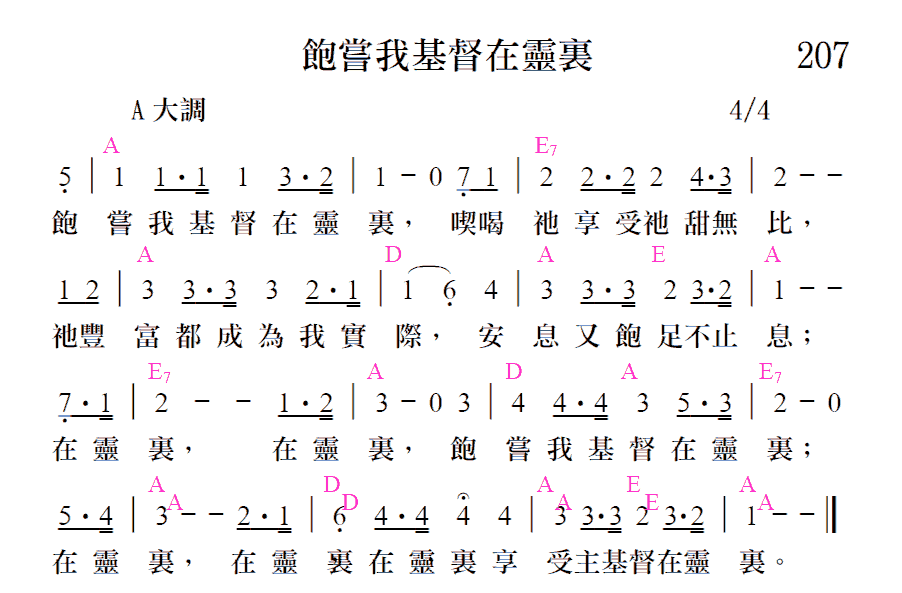 飽嘗我基督在靈裏 207
A 大調 4/4
A E7
5 | 1 1·1 1 3·2 | 1 - 0 7 1 | 2 2·2 2 4·3 | 2 - -
飽 嘗 我 基 督 在 靈 裏， 喫喝 祂 享 受祂 甜無 比，
A D A E A
1 2 | 3 3·3 3 2·1 | 1 6 4 | 3 3·3 2 3·2 | 1 - -
祂豐 富 都 成 為 我 實 際， 安 息 又 飽 足不止 息；
E7 A D A E7
7·1 | 2 - - 1·2 | 3 - 0 3 | 4 4·4 3 5·3 | 2 - 0
在 靈 裏， 在 靈 裏， 飽 嘗 我 基 督 在 靈 裏；
A D A E A
A D A E A
5·4 | 3 - - 2·1 | 6 4·4 4 4 | 3 3·3 2 3·2 | 1 - - ‖
在 靈 裏， 在 靈 裏 在 靈 裏 享 受主基督在靈 裏。